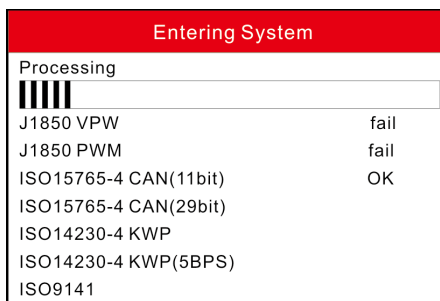 Entering System
Processing
J1850 VPW fail
J1850 PWM fail
ISO15765-4 CAN(11bit) OK
ISO15765-4 CAN(29bit)
ISO14230-4 KWP
ISO14230-4 KWP(5BPS)
ISO9141